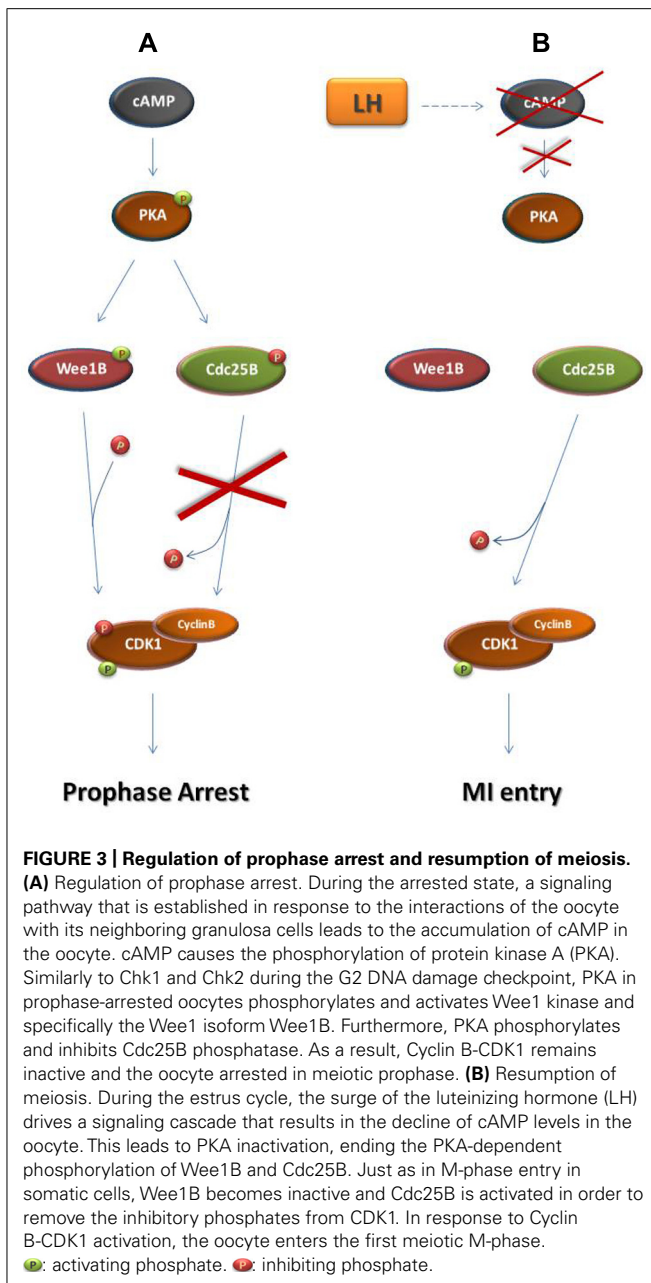 A B
cAMP
LH
cAMP
P
PKA
PKA
P
Wee1B
P
Cdc25B
Wee1B
Cdc25B
P
P
P
P
CyclinB
CDK1
P
CyclinB
CDK1
P
Prophase Arrest
MI entry
FIGURE 3 | Regulation of prophase arrest and resumption of meiosis.
(A) Regulation of prophase arrest. During the arrested state, a signaling
pathway that is established in response to the interactions of the oocyte
with its neighboring granulosa cells leads to the accumulation of cAMP in
the oocyte. cAMP causes the phosphorylation of protein kinase A (PKA).
Similarly to Chk1 and Chk2 during the G2 DNA damage checkpoint, PKA in
prophase-arrested oocytes phosphorylates and activates Wee1 kinase and
specifically the Wee1 isoform Wee1B. Furthermore, PKA phosphorylates
and inhibits Cdc25B phosphatase. As a result, Cyclin B-CDK1 remains
inactive and the oocyte arrested in meiotic prophase. (B) Resumption of
meiosis. During the estrus cycle, the surge of the luteinizing hormone (LH)
drives a signaling cascade that results in the decline of cAMP levels in the
oocyte. This leads to PKA inactivation, ending the PKA-dependent
phosphorylation of Wee1B and Cdc25B. Just as in M-phase entry in
somatic cells, Wee1B becomes inactive and Cdc25B is activated in order to
remove the inhibitory phosphates from CDK1. In response to Cyclin
B-CDK1 activation, the oocyte enters the first meiotic M-phase.
P: activating phosphate. P: inhibiting phosphate.